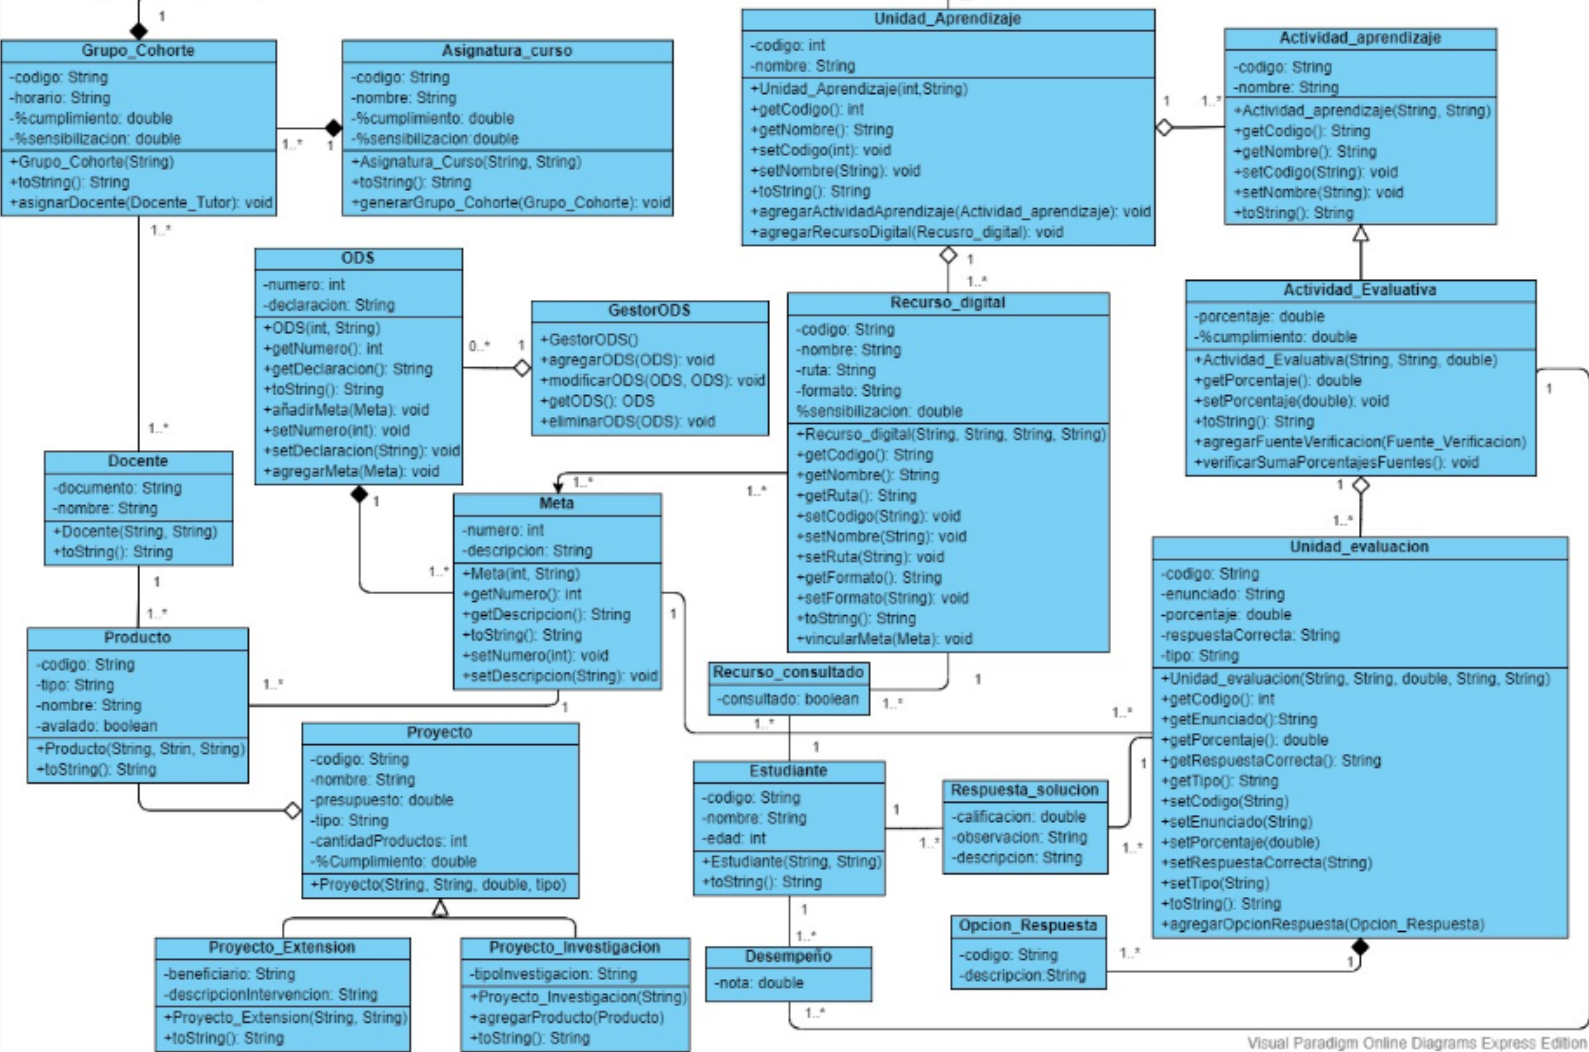 1
Grupo_Cohorte
-codigo: String
-horario: String
-%cumplimiento: double
-%sensibilizacion: double
+Grupo_Cohorte(String)
+toString(): String
+asignarDocente(Docente_Tutor): void
1..*
1
Asignatura_curso
-codigo: String
-nombre: String
-%cumplimiento: double
-%sensibilizacion:double
+Asignatura_Curso(String, String)
+toString(): String
+generarGrupo_Cohorte(Grupo_Cohorte): void
Unidad_Aprendizaje
-codigo: int
-nombre: String
+Unidad_Aprendizaje(int,String)
+getCodigo(): int
+getNombre(): String
+setCodigo(int): void
+setNombre(String): void
+toString(): String
+agregarActividadAprendizaje(Actividad_aprendizaje): void
+agregarRecursoDigital(Recusro_digital): void
1
1..*
Actividad_aprendizaje
-codigo: String
-nombre: String
+Actividad_aprendizaje(String, String)
+getCodigo(): String
+getNombre(): String
+setCodigo(String): void
+setNombre(String): void
+toString(): String
1..*
1..*
ODS
-numero: int
-declaracion: String
+ODS(int, String)
+getNumero(): int
+getDeclaracion(): String
+toString(): String
+añadirMeta(Meta): void
+setNumero(int): void
+setDeclaracion(String): void
+agregarMeta(Meta): void
0..*
1
GestorODS
+GestorODS()
+agregarODS(ODS): void
+modificarODS(ODS, ODS): void
+getODS(): ODS
+eliminarODS(ODS): void
1
1..*
Recurso_digital
-codigo: String
-nombre: String
-ruta: String
-formato: String
%sensibilizacion: double
+Recurso_digital(String, String, String, String)
+getCodigo(): String
+getNombre(): String
+getRuta(): String
+setCodigo(String): void
+setNombre(String): void
+setRuta(String): void
+getFormato(): String
+setFormato(String): void
+toString(): String
+vincularMeta(Meta): void
Actividad_Evaluativa
-porcentaje: double
-%cumplimiento: double
+Actividad_Evaluativa(String, String, double)
+getPorcentaje(): double
+setPorcentaje(double): void
+toString(): String
+agregarFuenteVerificacion(Fuente_Verificacion)
+verificarSumaPorcentajesFuentes(): void
1
1
1..*
Docente
-documento: String
-nombre: String
+Docente(String, String)
+toString(): String
1
1..*
1
1..*
1..*
1..*
Meta
-numero: int
-descripcion: String
+Meta(int, String)
+getNumero(): int
+getDescripcion(): String
+toString(): String
+setNumero(int): void
+setDescripcion(String): void
1
1
Unidad_evaluacion
-codigo: String
-enunciado: String
-porcentaje: double
-respuestaCorrecta: String
-tipo: String
+Unidad_evaluacion(String, String, double, String, String)
+getCodigo(): int
+getEnunciado():String
+getPorcentaje(): double
+getRespuestaCorrecta(): String
+getTipo(): String
+setCodigo(String)
+setEnunciado(String)
+setPorcentaje(double)
+setRespuestaCorrecta(String)
+setTipo(String)
+toString(): String
+agregarOpcionRespuesta(Opcion_Respuesta)
Producto
-codigo: String
-tipo: String
-nombre: String
-avalado: boolean
+Producto(String, Strin, String)
+toString(): String
1..*
Recurso_consultado
-consultado: boolean
1
1..*
1..*
1
1..*
Proyecto
-codigo: String
-nombre: String
-presupuesto: double
-tipo: String
-cantidadProductos: int
-%Cumplimiento: double
+Proyecto(String, String, double, tipo)
Estudiante
-codigo: String
-nombre: String
-edad: int
+Estudiante(String, String)
+toString(): String
1
1..*
Respuesta_solucion
-calificacion: double
-observacion: String
-descripcion: String
1
1..*
1
1..*
Opcion_Respuesta
-codigo: String
-descripcion:String
1..*
1
Proyecto_Extension
-beneficiario: String
-descripcionIntervencion: String
+Proyecto_Extension(String, String)
+toString(): String
Proyecto_Investigacion
-tipoInvestigacion: String
+Proyecto_Investigacion(String)
+agregarProducto(Producto)
+toString(): String
Desempeño
-nota: double
1..*
Visual Paradigm Online Diagrams Express Edition